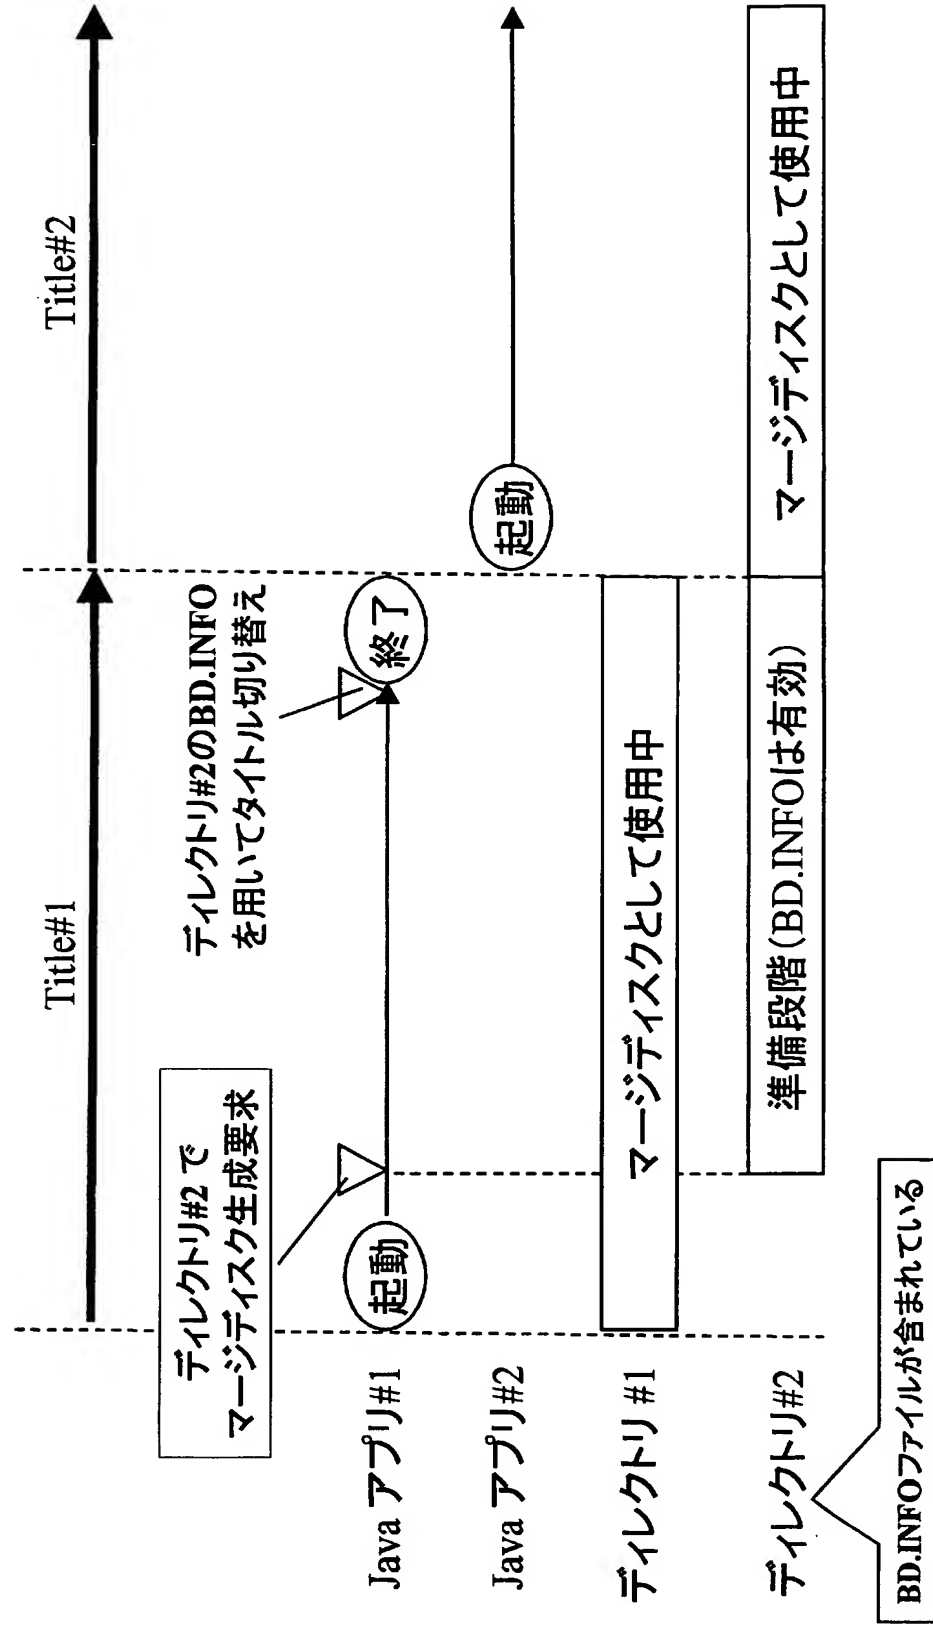 Title#1
Title#2
ディレクトリ#2 で
マージディスク生成要求
ディレクトリ#2のBD.INFO
を用いてタイトル切り替え
Java アプリ#1
起動
終了
Java アプリ#2
起動
ディレクトリ #1
マージディスクとして使用中
ディレクトリ#2
準備段階(BD.INFOは有効)
マージディスクとして使用中
BD.INFOファイルが含まれている